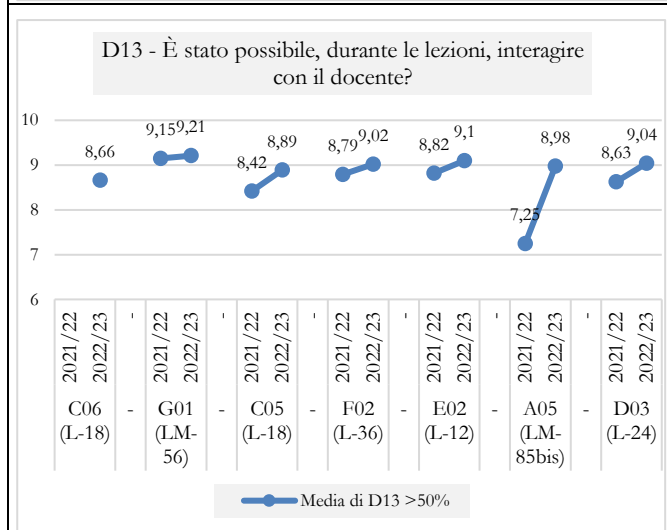 D13 - È stato possibile, durante le lezioni, interagire
con il docente?
10
9
8
7
6
8,66
9,15 9,21
8,42 8,89
8,79 9,02
8,82 9,1
7,25 8,98
8,63 9,04
2021/22 2022/23 - 2021/22 2022/23 - 2021/22 2022/23 - 2021/22 2022/23 - 2021/22 2022/23 - 2021/22 2022/23 - 2021/22 2022/23
C06 - G01 - C05 - F02 - E02 - A05 - D03
(L-18) (LM- (L-18) (L-36) (L-12) (LM- (L-24)
56) 85bis)
Media di D13 >50%